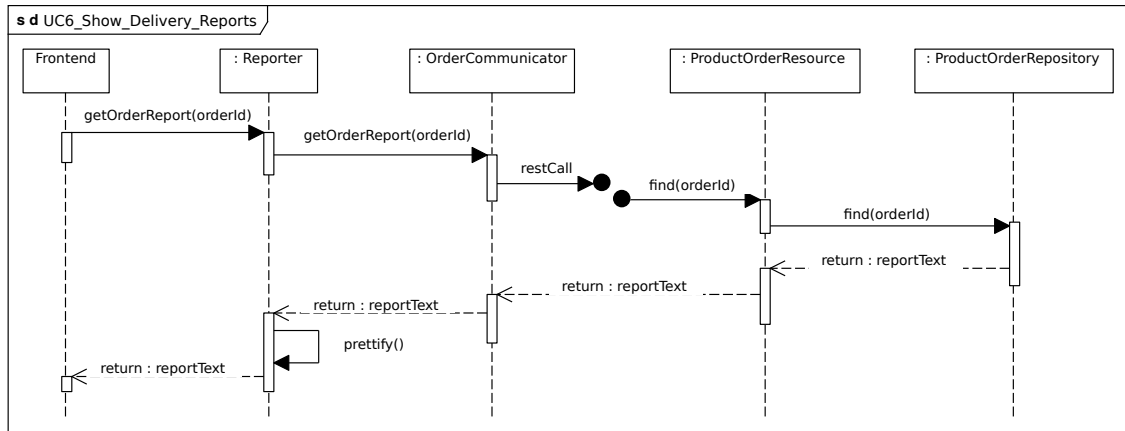 s d UC6_Show_Delivery_Reports
Frontend
: Reporter
: OrderCommunicator
: ProductOrderResource
: ProductOrderRepository
getOrderReport(orderId)
getOrderReport(orderId)
restCall
find(orderId)
find(orderId)
return : reportText
return : reportText
return : reportText
prettify()
return : reportText